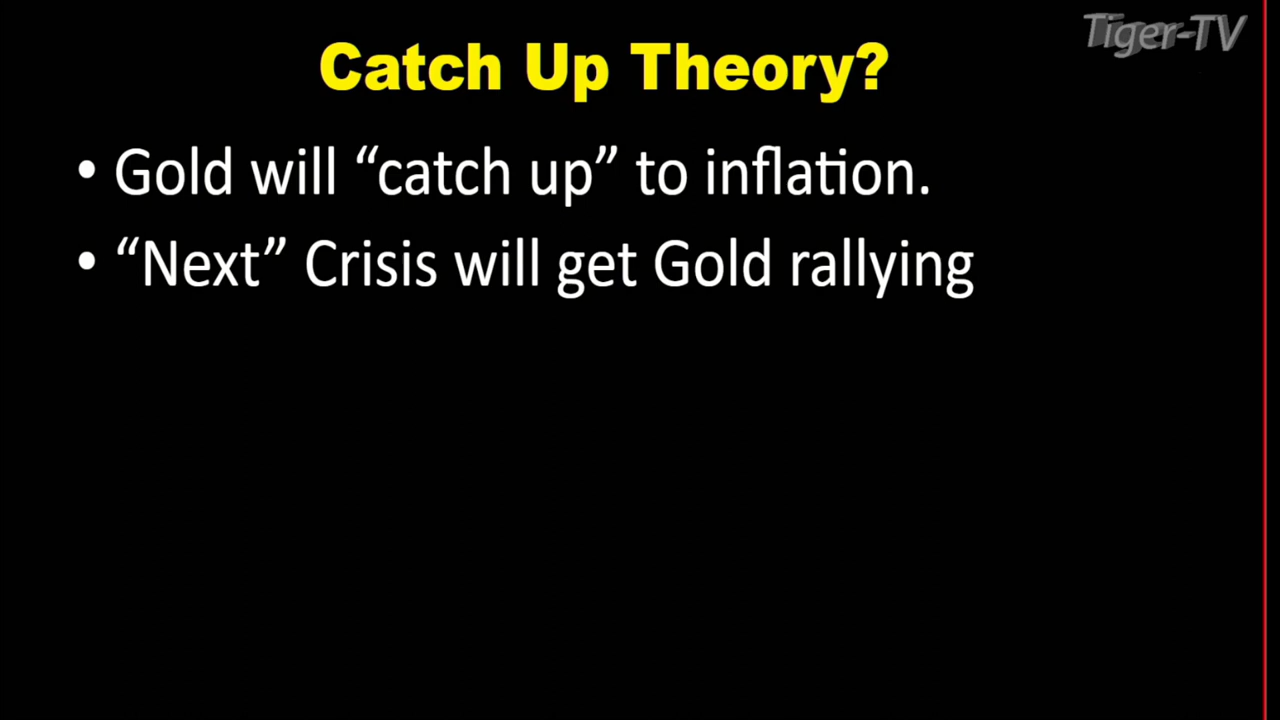 Tiger-TV
Catch Up Theory?
• Gold will “catch up” to inflation.
• “Next” Crisis will get Gold rallying